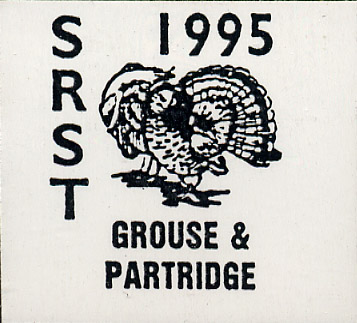 SRST
1995
GROUSE &
PARTRIDGE